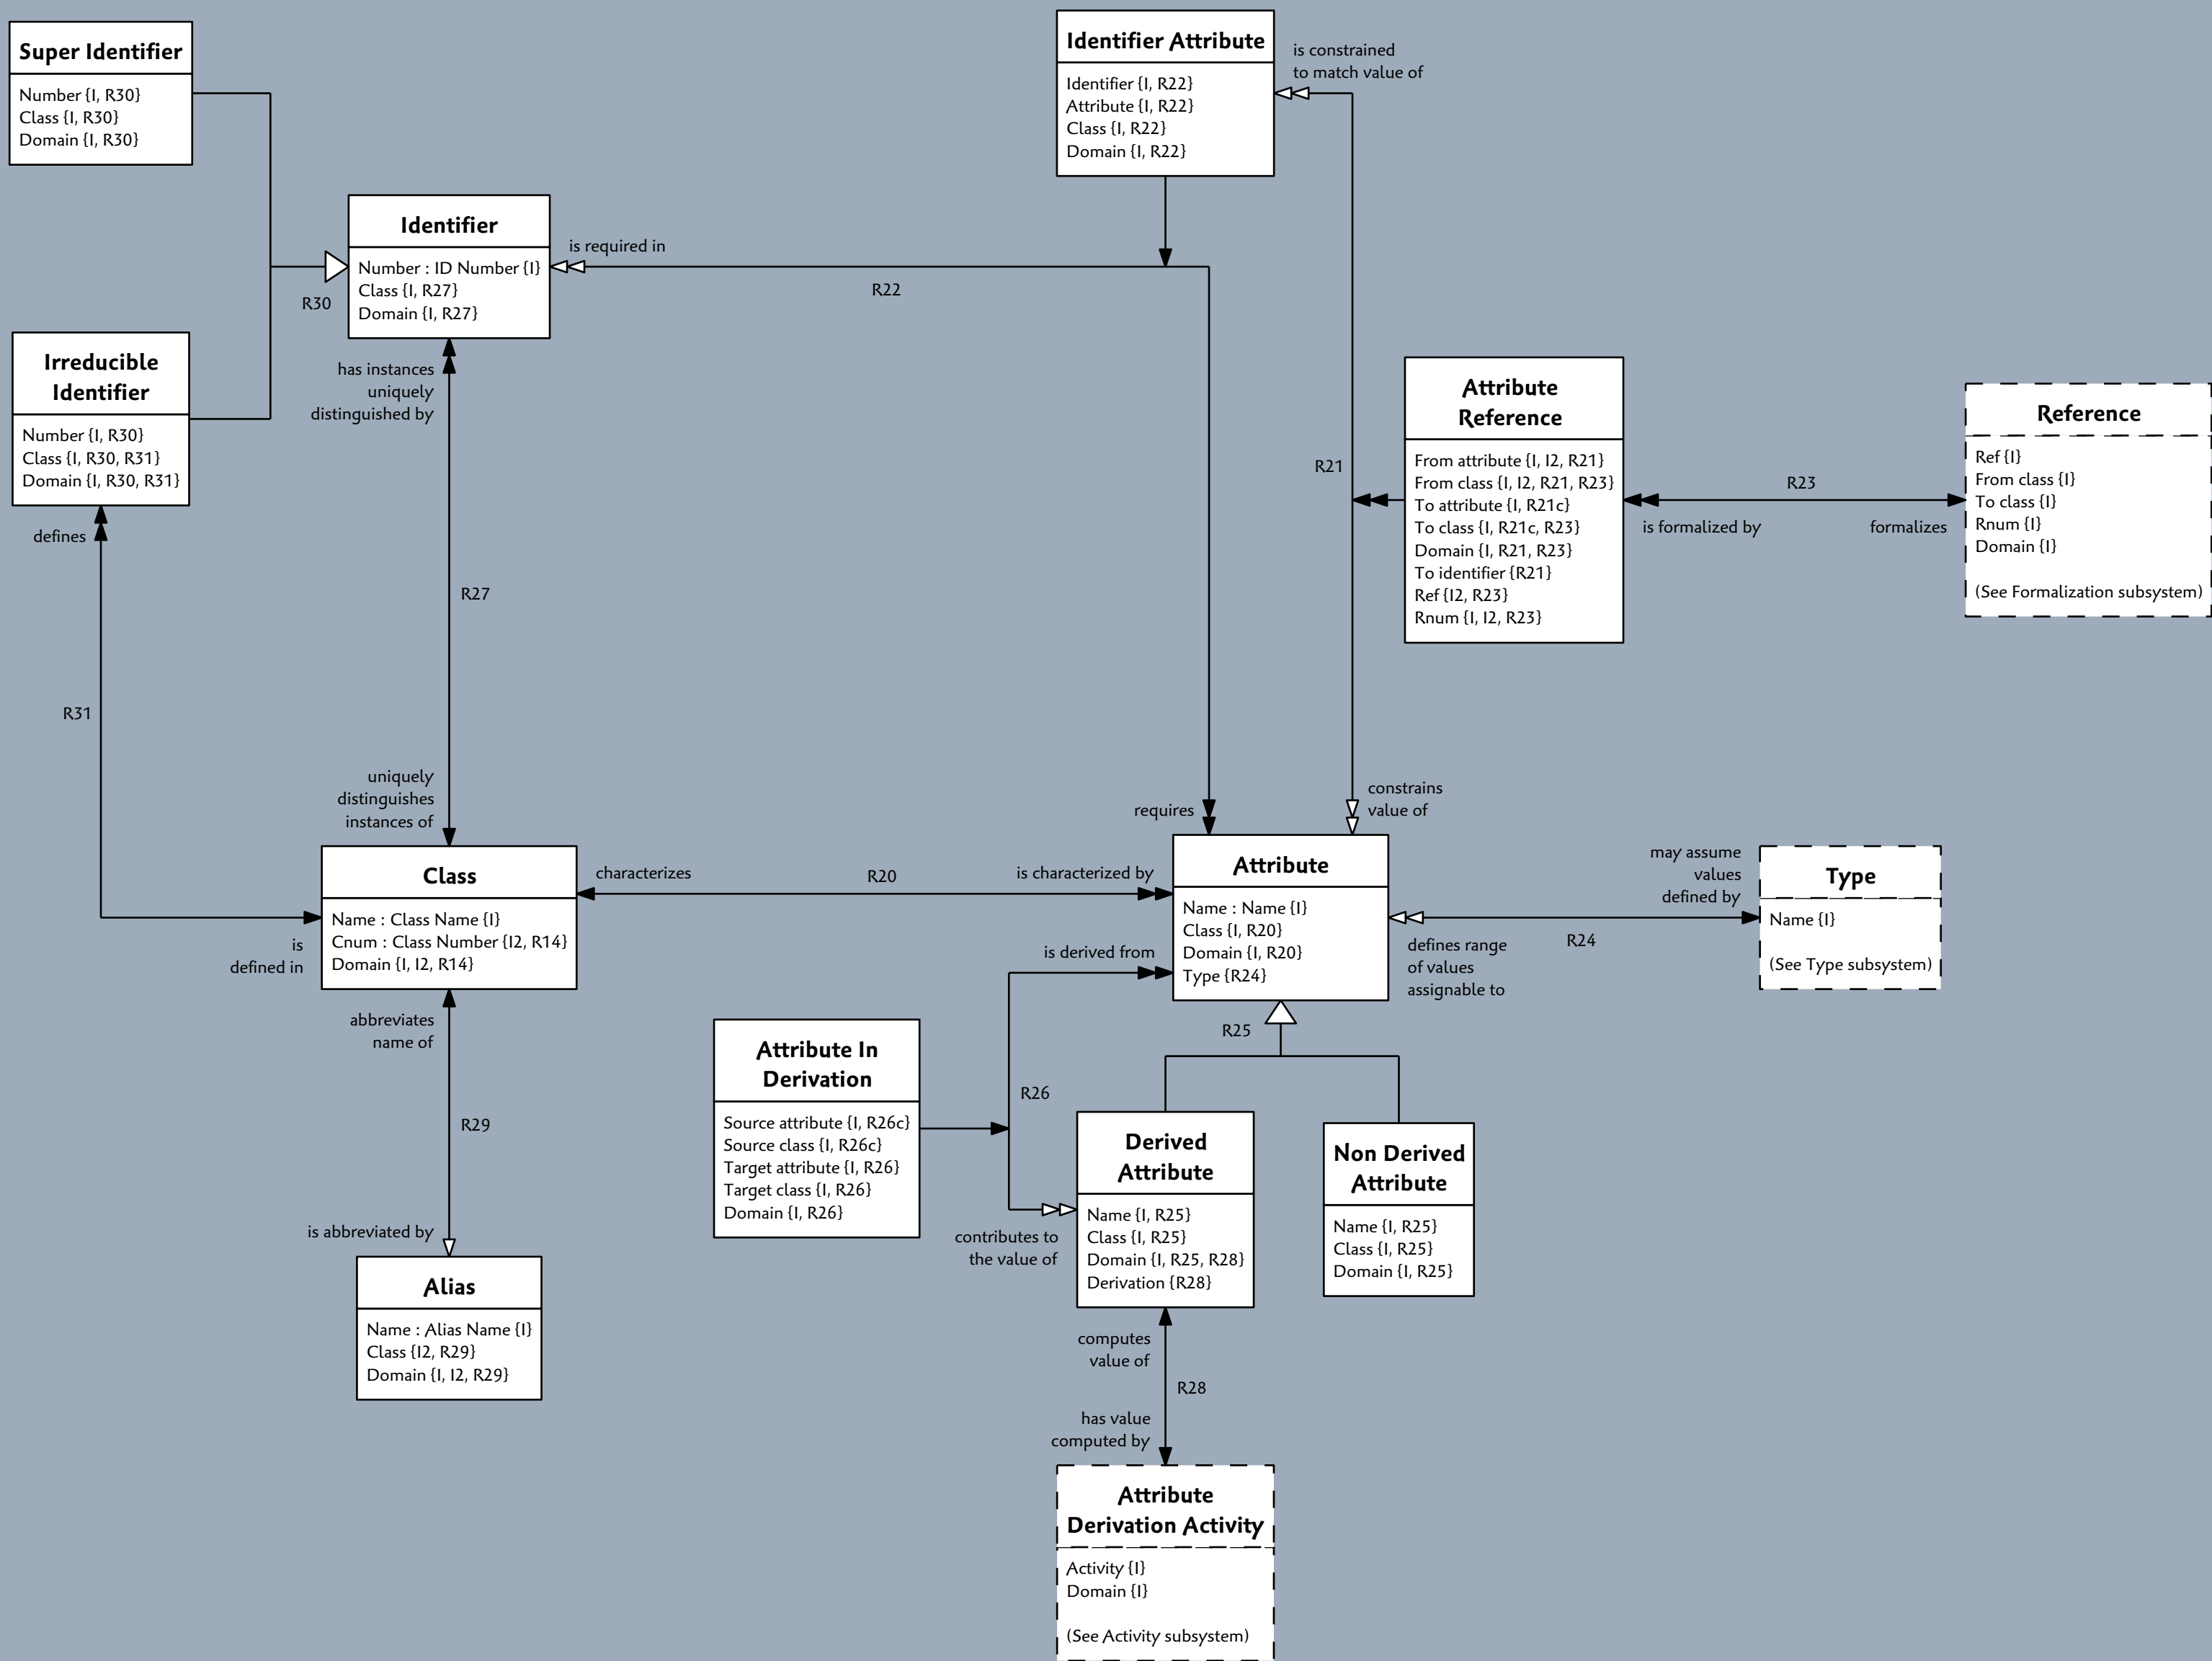 Super Identifier
Number {I, R30}
Class {I, R30}
Domain {I, R30}
Identifier Attribute
Identifier {I, R22}
Attribute {I, R22}
Class {I, R22}
Domain {I, R22}
is constrained
to match value of
Identifier
Number : ID Number {I}
Class {I, R27}
Domain {I, R27}
R30
is required in
R22
Irreducible
Identifier
Number {I, R30}
Class {I, R30, R31}
Domain {I, R30, R31}
defines
has instances
uniquely
distinguished by
R21
Attribute
Reference
From attribute {I, I2, R21}
From class {I, I2, R21, R23}
To attribute {I, R21c}
To class {I, R21c, R23}
Domain {I, R21, R23}
To identifier {R21}
Ref {I2, R23}
Rnum {I, I2, R23}
R23
is formalized by
formalizes
Reference
Ref {I}
From class {I}
To class {I}
Rnum {I}
Domain {I}
(See Formalization subsystem)
R27
R31
uniquely
distinguishes
instances of
requires
constrains
value of
Class
Name : Class Name {I}
Cnum : Class Number {I2, R14}
Domain {I, I2, R14}
is
defined in
characterizes
R20
is characterized by
Attribute
Name : Name {I}
Class {I, R20}
Domain {I, R20}
Type {R24}
is derived from
may assume
values
defined by
R24
defines range
of values
assignable to
Type
Name {I}
(See Type subsystem)
abbreviates
name of
R29
is abbreviated by
Alias
Name : Alias Name {I}
Class {I2, R29}
Domain {I, I2, R29}
Attribute In
Derivation
Source attribute {I, R26c}
Source class {I, R26c}
Target attribute {I, R26}
Target class {I, R26}
Domain {I, R26}
R26
contributes to
the value of
R25
Derived
Attribute
Name {I, R25}
Class {I, R25}
Domain {I, R25, R28}
Derivation {R28}
Non Derived
Attribute
Name {I, R25}
Class {I, R25}
Domain {I, R25}
computes
value of
R28
has value
computed by
Attribute
Derivation Activity
Activity {I}
Domain {I}
(See Activity subsystem)